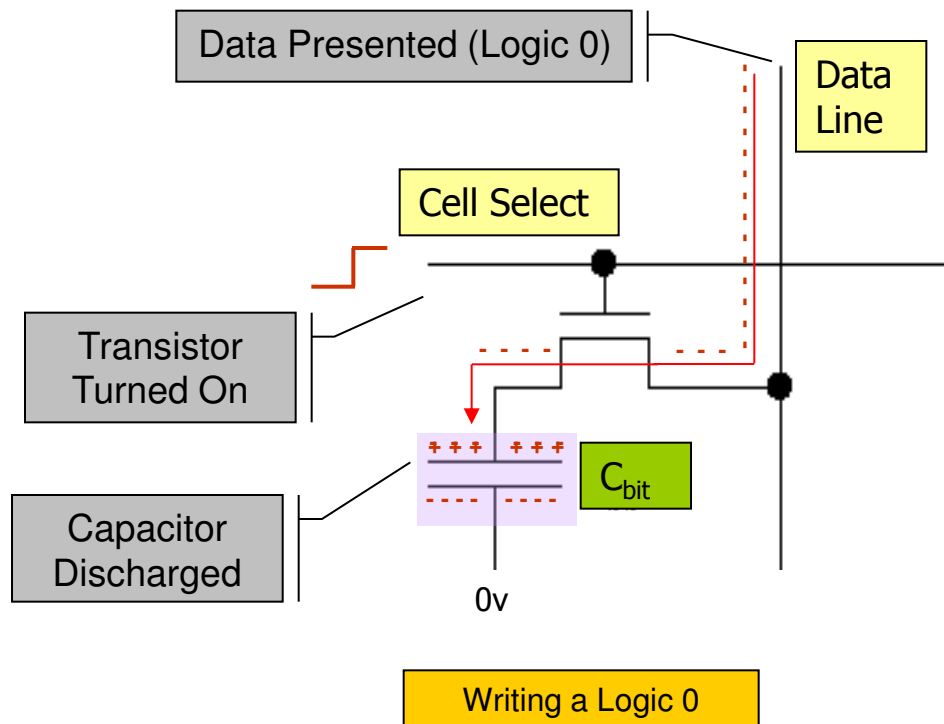 Data Presented (Logic 0)
Data
Line
Cell Select
Transistor
Turned On
+ + + + + +
- - - - - - - -
Cbit
Capacitor
Discharged
0v
Writing a Logic 0